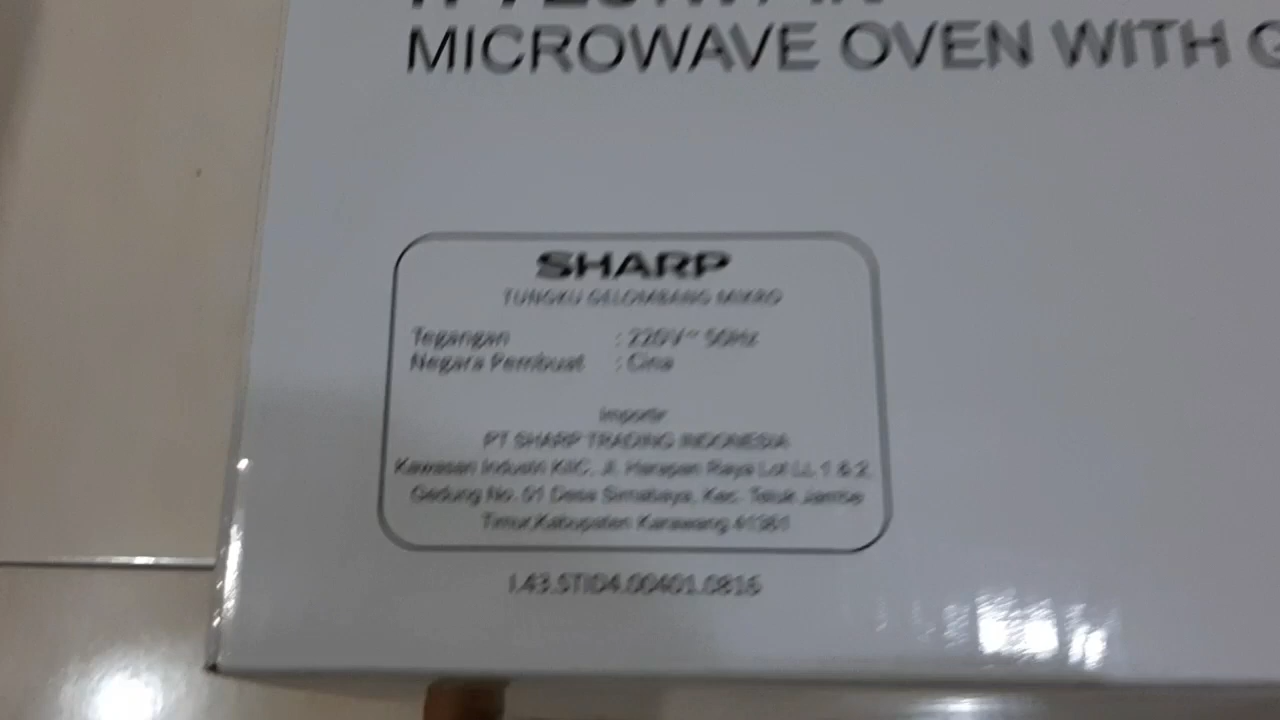 MICROWAVE OVEN WITH
SHARP
TUNGKU GELOMBANG MIKRO
Tegangan : 220V~ 50Hz
Negara Pembuat : Cina
Importir
PT SHARP TRADING INDONESIA
Kawasan Industri KIIC, Jl. Harapan Raya Lot LL 1 & 2,
Gedung No. 01 Desa Sirnabaya, Kec. Teluk Jambe
Timur,Kabupaten Karawang 41361
I.43.STID4.00401.0816